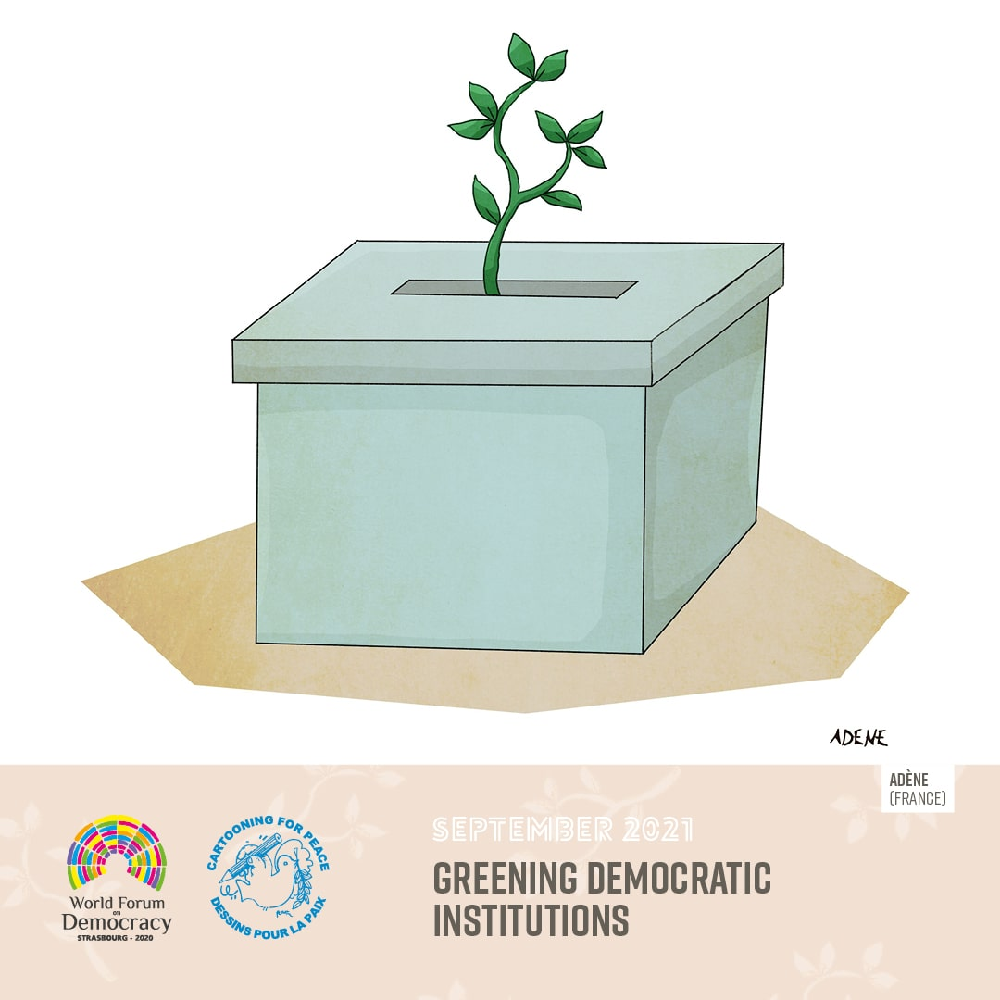 ADENE
ADÈNE
(FRANCE)
World Forum
on
Democracy
STRASBOURG - 2020
CARTOONING FOR PEACE
DESSINS POUR LA PAIX
SEPTEMBER 2021
GREENING DEMOCRATIC
INSTITUTIONS